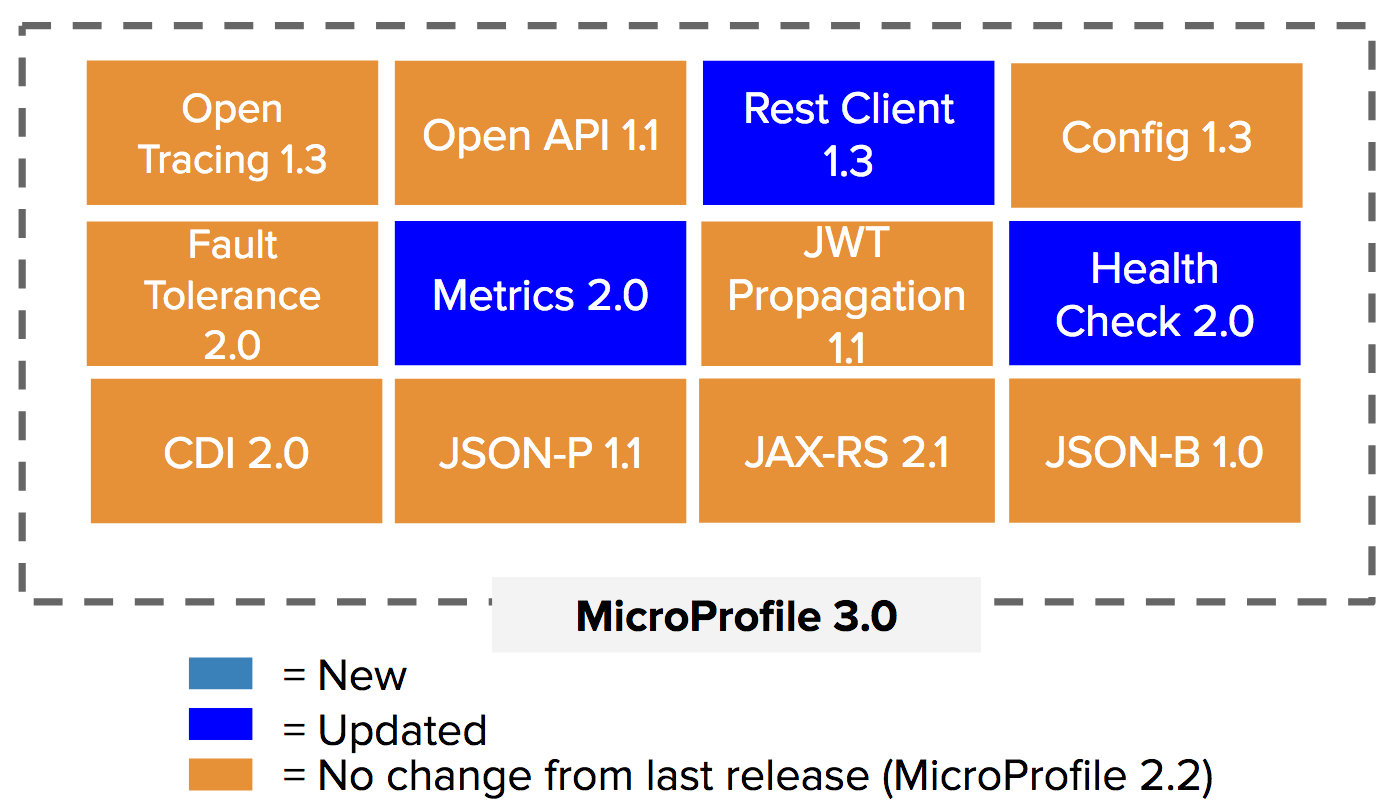 Open
Tracing 1.3
Open API 1.1
Rest Client
1.3
Config 1.3
Fault
Tolerance
2.0
Metrics 2.0
JWT
Propagation
1.1
Health
Check 2.0
CDI 2.0
JSON-P 1.1
JAX-RS 2.1
JSON-B 1.0
MicroProfile 3.0
= New
= Updated
= No change from last release (MicroProfile 2.2)